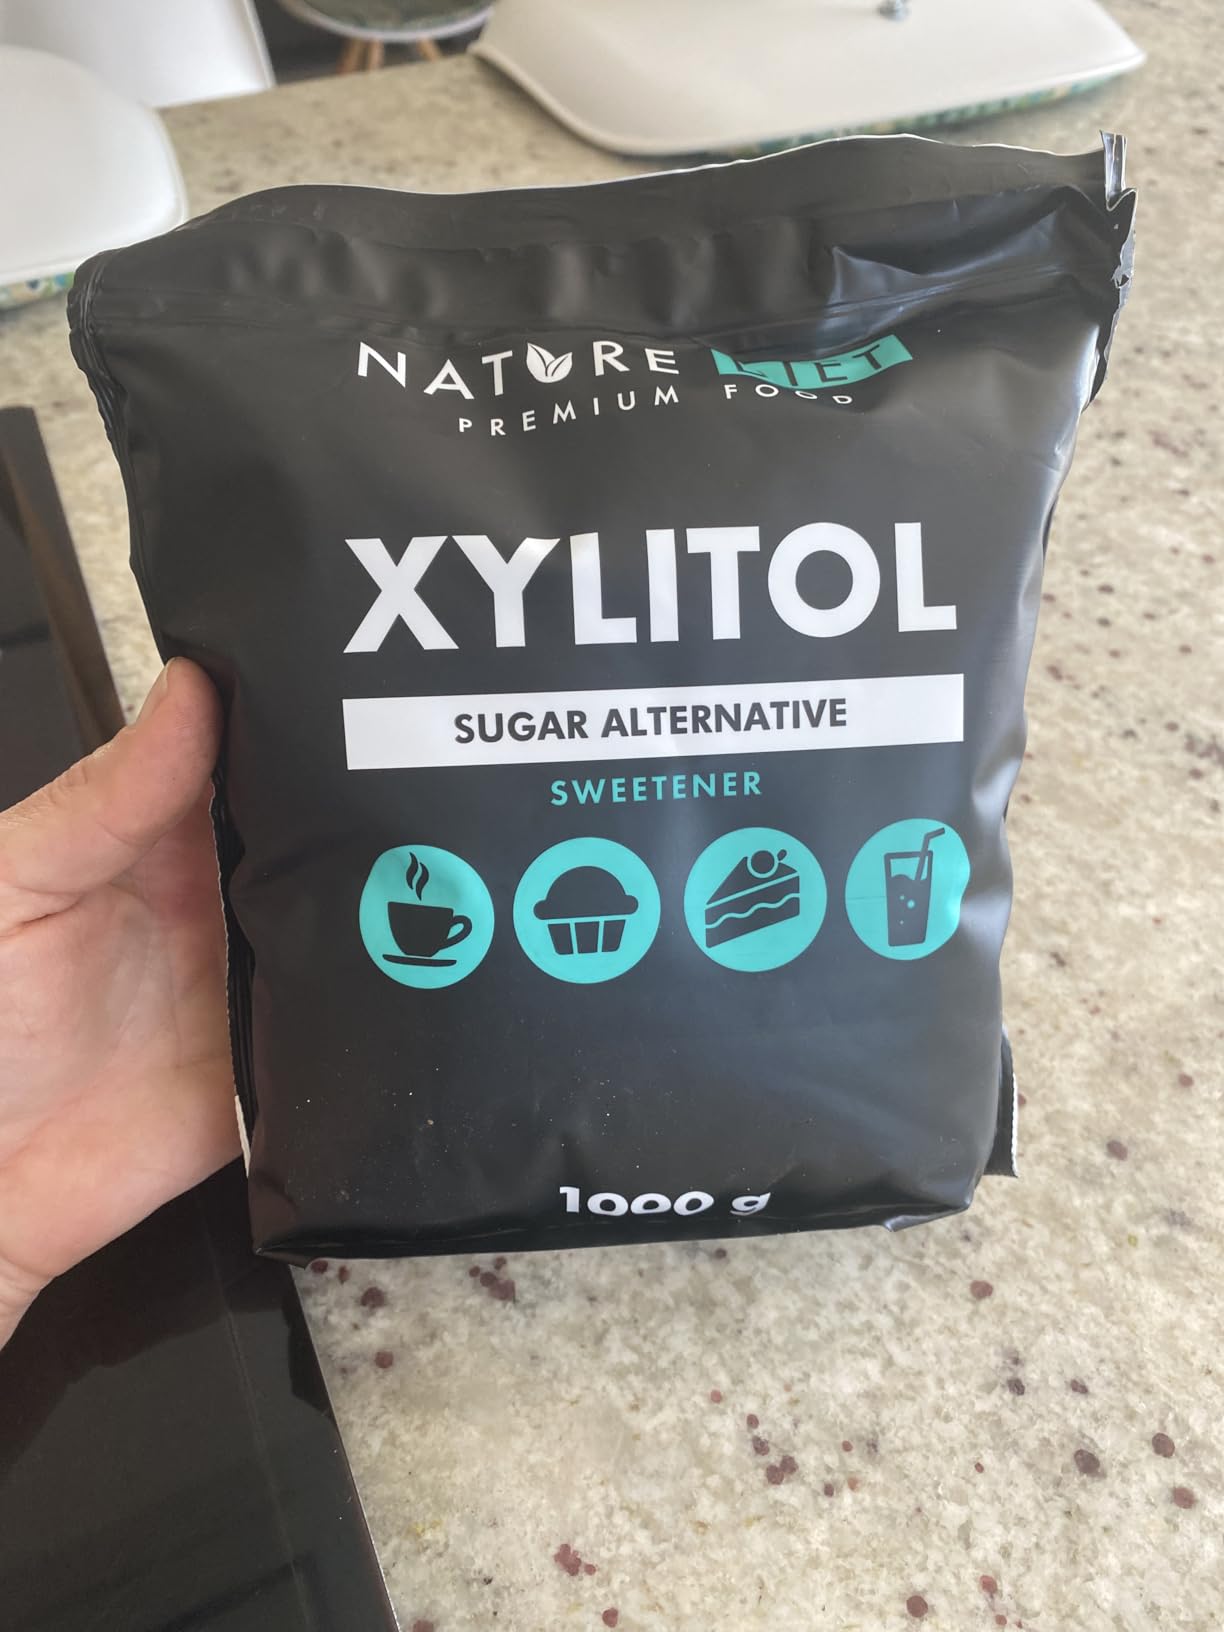 NATURE DIET
PREMIUM FOOD
XYLITOL
SUGAR ALTERNATIVE
SWEETENER
1000 g